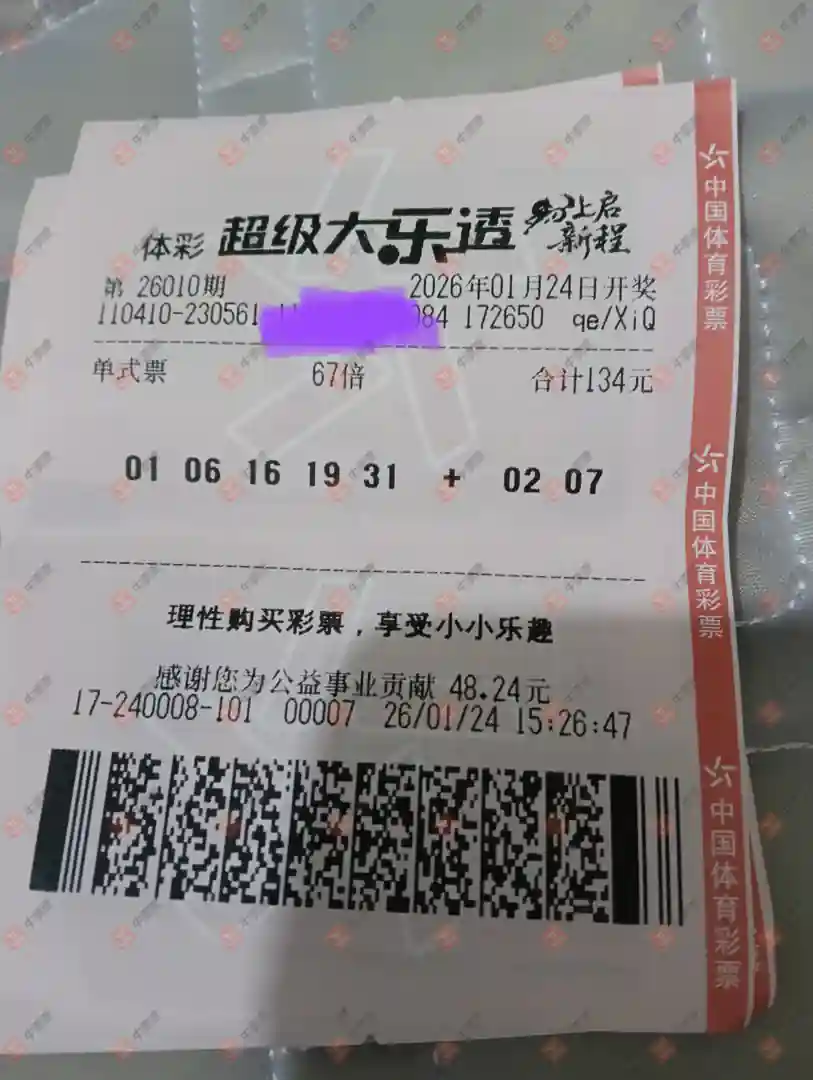 体彩 超级大乐透 马上启新程
第 26010期 2026年01月24日开奖
110410-230561-11 084 172650 qe/XiQ
单式票 67倍 合计134元
01 06 16 19 31 + 02 07
理性购买彩票，享受小小乐趣
感谢您为公益事业贡献 48.24元
17-240008-101 00007 26/01/24 15:26:47
中国体育彩票
中国体育彩票
中国体育彩票